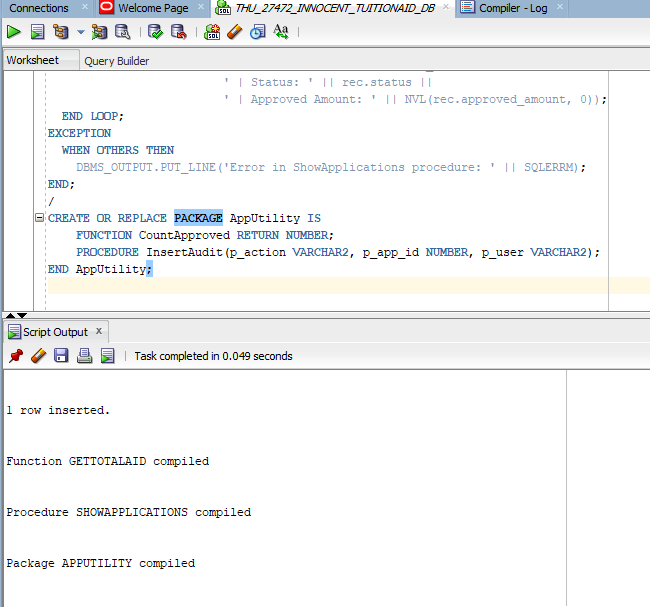 Connections
Welcome Page
THU_27472_INNOCENT_TUITIONAID_DB
Compiler - Log
Worksheet
Query Builder
' | Status: ' || rec.status ||
' | Approved Amount: ' || NVL(rec.approved_amount, 0));
END LOOP;
EXCEPTION
WHEN OTHERS THEN
DBMS_OUTPUT.PUT_LINE('Error in ShowApplications procedure: ' || SQLERRM);
END;
/
CREATE OR REPLACE PACKAGE AppUtility IS
FUNCTION CountApproved RETURN NUMBER;
PROCEDURE InsertAudit(p_action VARCHAR2, p_app_id NUMBER, p_user VARCHAR2);
END AppUtility;
Script Output
Task completed in 0.049 seconds
1 row inserted.
Function GETTOTALAID compiled
Procedure SHOWAPPLICATIONS compiled
Package APPUTILITY compiled